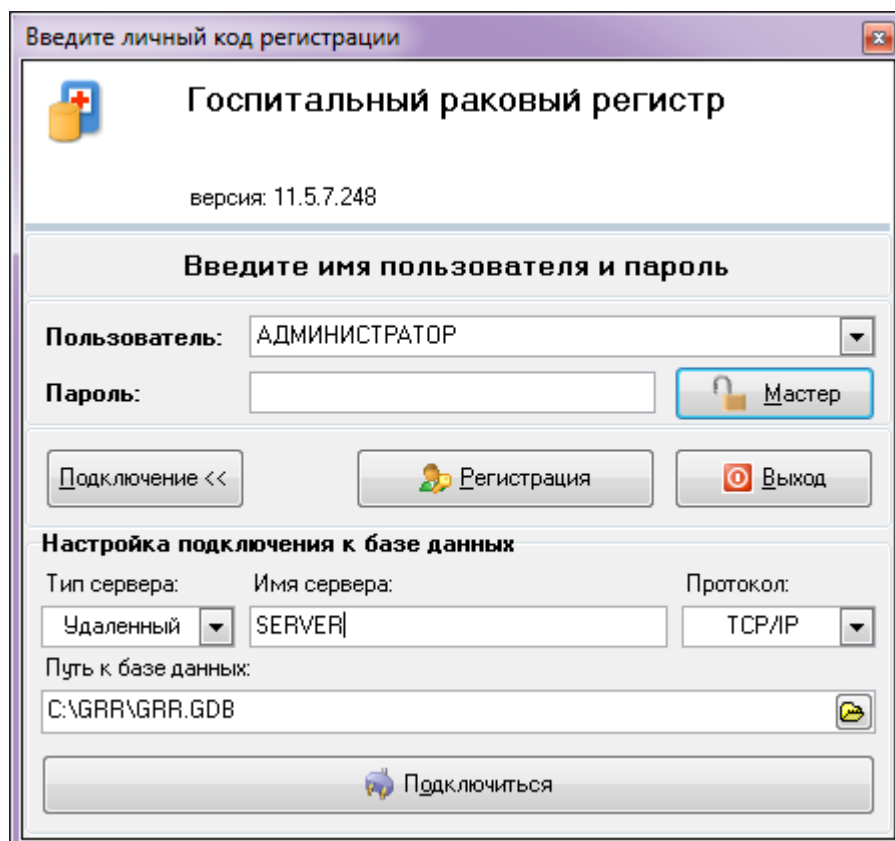 Введите личный код регистрации
Госпитальный раковый регистр
версия: 11.5.7.248
Введите имя пользователя и пароль
Пользователь: АДМИНИСТРАТОР
Пароль: Мастер
Подключение << Регистрация Выход
Настройка подключения к базе данных
Тип сервера: Имя сервера: Протокол:
Удаленный SERVER TCP/IP
Путь к базе данных:
C:\GRR\GRR.GDB
Подключиться